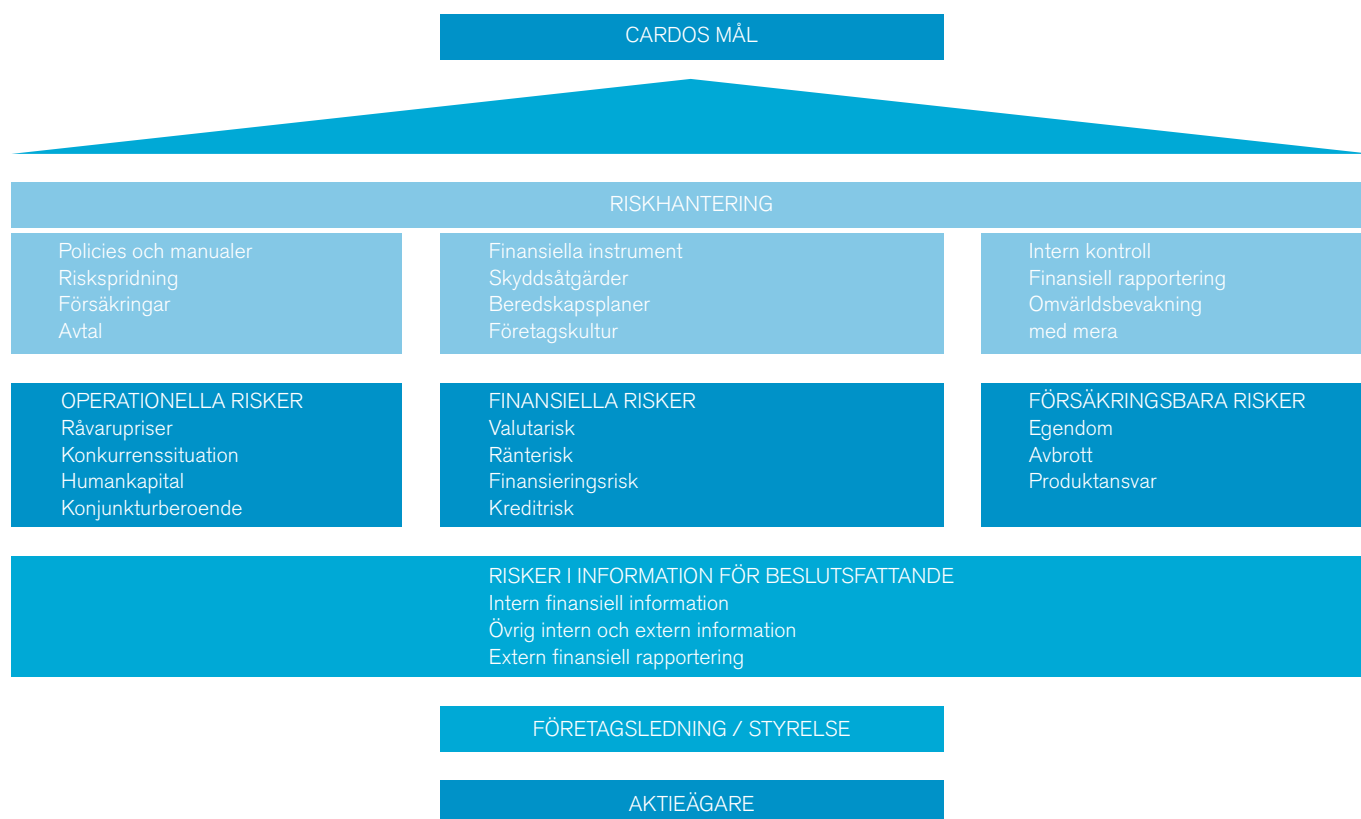 CARDOS MÅL
RISKHANTERING
Policies och manualer
Riskspridning
Försäkringar
Avtal
Finansiella instrument
Skyddsåtgärder
Beredskapsplaner
Företagskultur
Intern kontroll
Finansiell rapportering
Omvärldsbevakning
med mera
OPERATIONELLA RISKER
Råvarupriser
Konkurrenssituation
Humankapital
Konjunkturberoende
FINANSIELLA RISKER
Valutarisk
Ränterisk
Finansieringsrisk
Kreditrisk
FÖRSÄKRINGSBARA RISKER
Egendom
Avbrott
Produktansvar
RISKER I INFORMATION FÖR BESLUTSFATTANDE
Intern finansiell information
Övrig intern och extern information
Extern finansiell rapportering
FÖRETAGSLEDNING / STYRELSE
AKTIEÄGARE